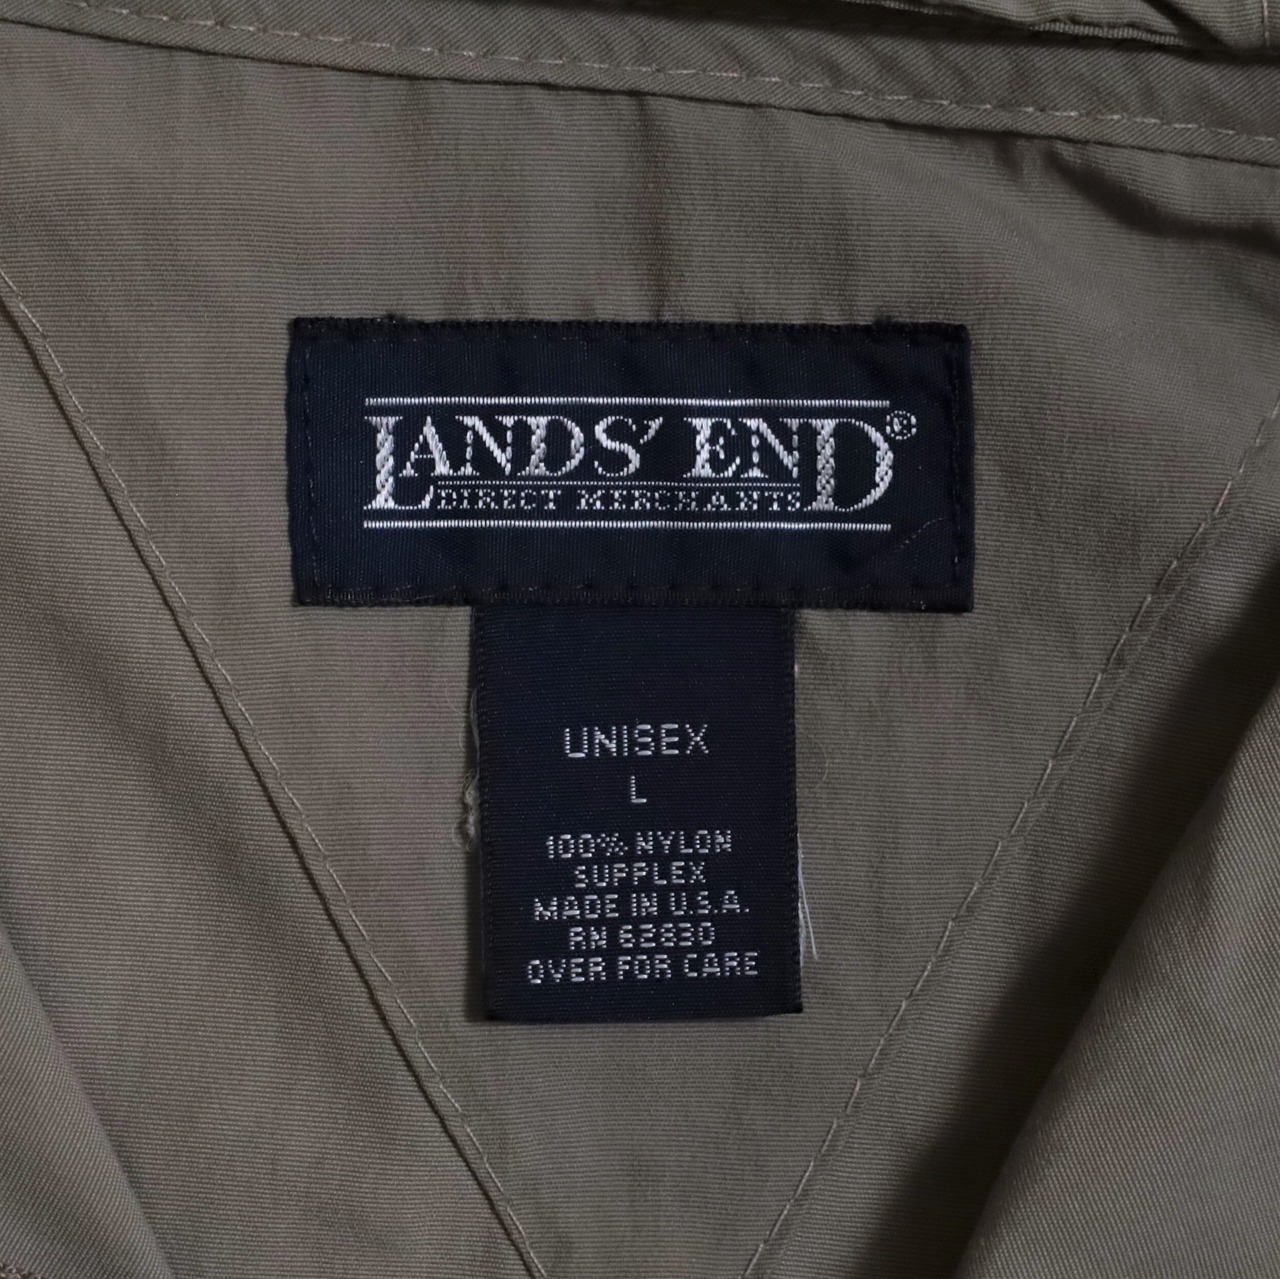 LANDS' END®
DIRECT MERCHANTS
UNISEX
L
100% NYLON
SUPPLEX
MADE IN U.S.A.
RN 62830
OVER FOR CARE